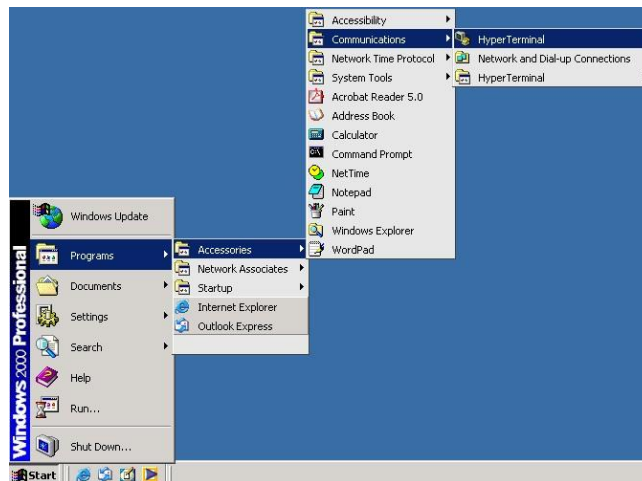 Accessibility
Communications
Network Time Protocol
System Tools
Acrobat Reader 5.0
Address Book
Calculator
Command Prompt
NetTime
Notepad
Paint
Windows Explorer
WordPad
HyperTerminal
Network and Dial-up Connections
HyperTerminal
Accessories
Network Associates
Startup
Internet Explorer
Outlook Express
Windows Update
Programs
Documents
Settings
Search
Help
Run...
Shut Down...
Windows 2000 Professional
Start